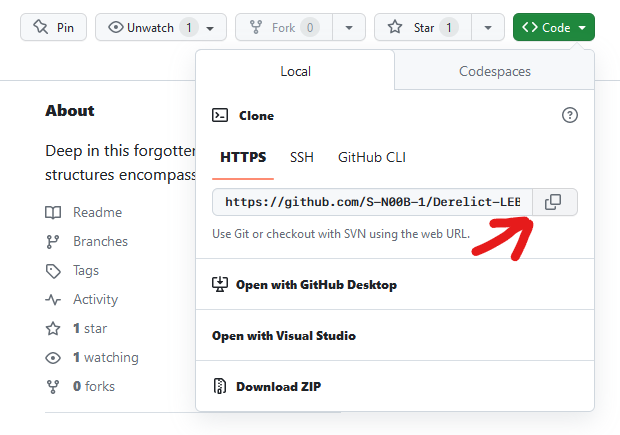 Pin
Unwatch 1
Fork 0
Star 1
Code
Local
Codespaces
About
Deep in this forgotten
structures encompass
Readme
Branches
Tags
Activity
1 star
1 watching
0 forks
Clone
HTTPS
SSH
GitHub CLI
https://github.com/S-N00B-1/Derelict-LEB
Use Git or checkout with SVN using the web URL.
Open with GitHub Desktop
Open with Visual Studio
Download ZIP